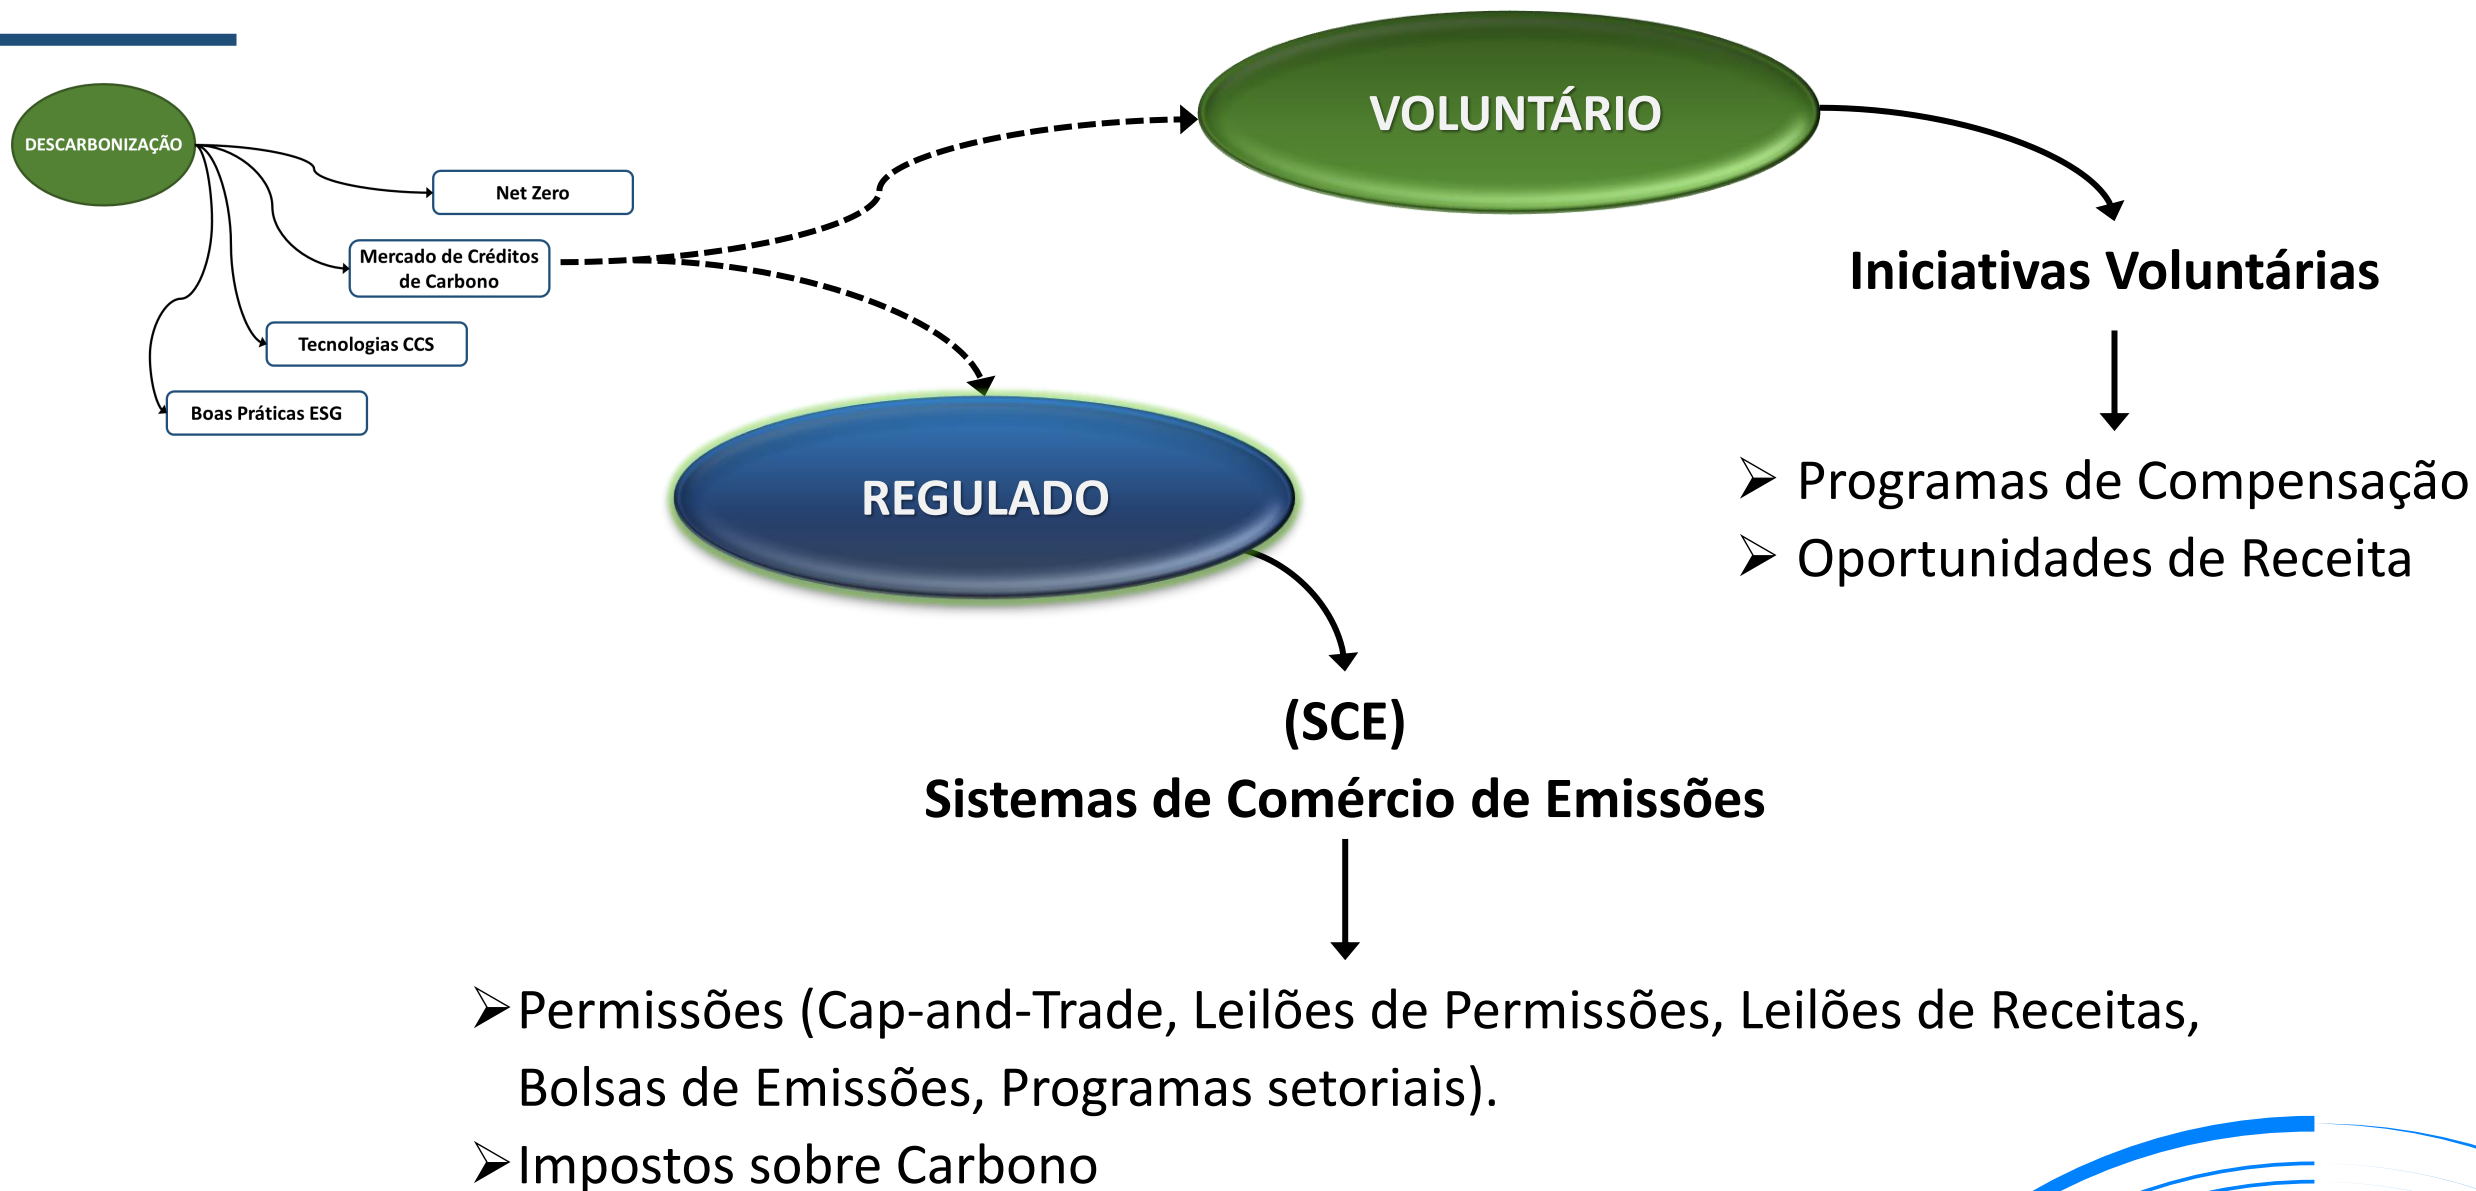 DESCARBONIZAÇÃO
Net Zero
Mercado de Créditos
de Carbono
Tecnologias CCS
Boas Práticas ESG
VOLUNTÁRIO
Iniciativas Voluntárias
Programas de Compensação
Oportunidades de Receita
REGULADO
(SCE)
Sistemas de Comércio de Emissões
Permissões (Cap-and-Trade, Leilões de Permissões, Leilões de Receitas,
Bolsas de Emissões, Programas setoriais).
Impostos sobre Carbono